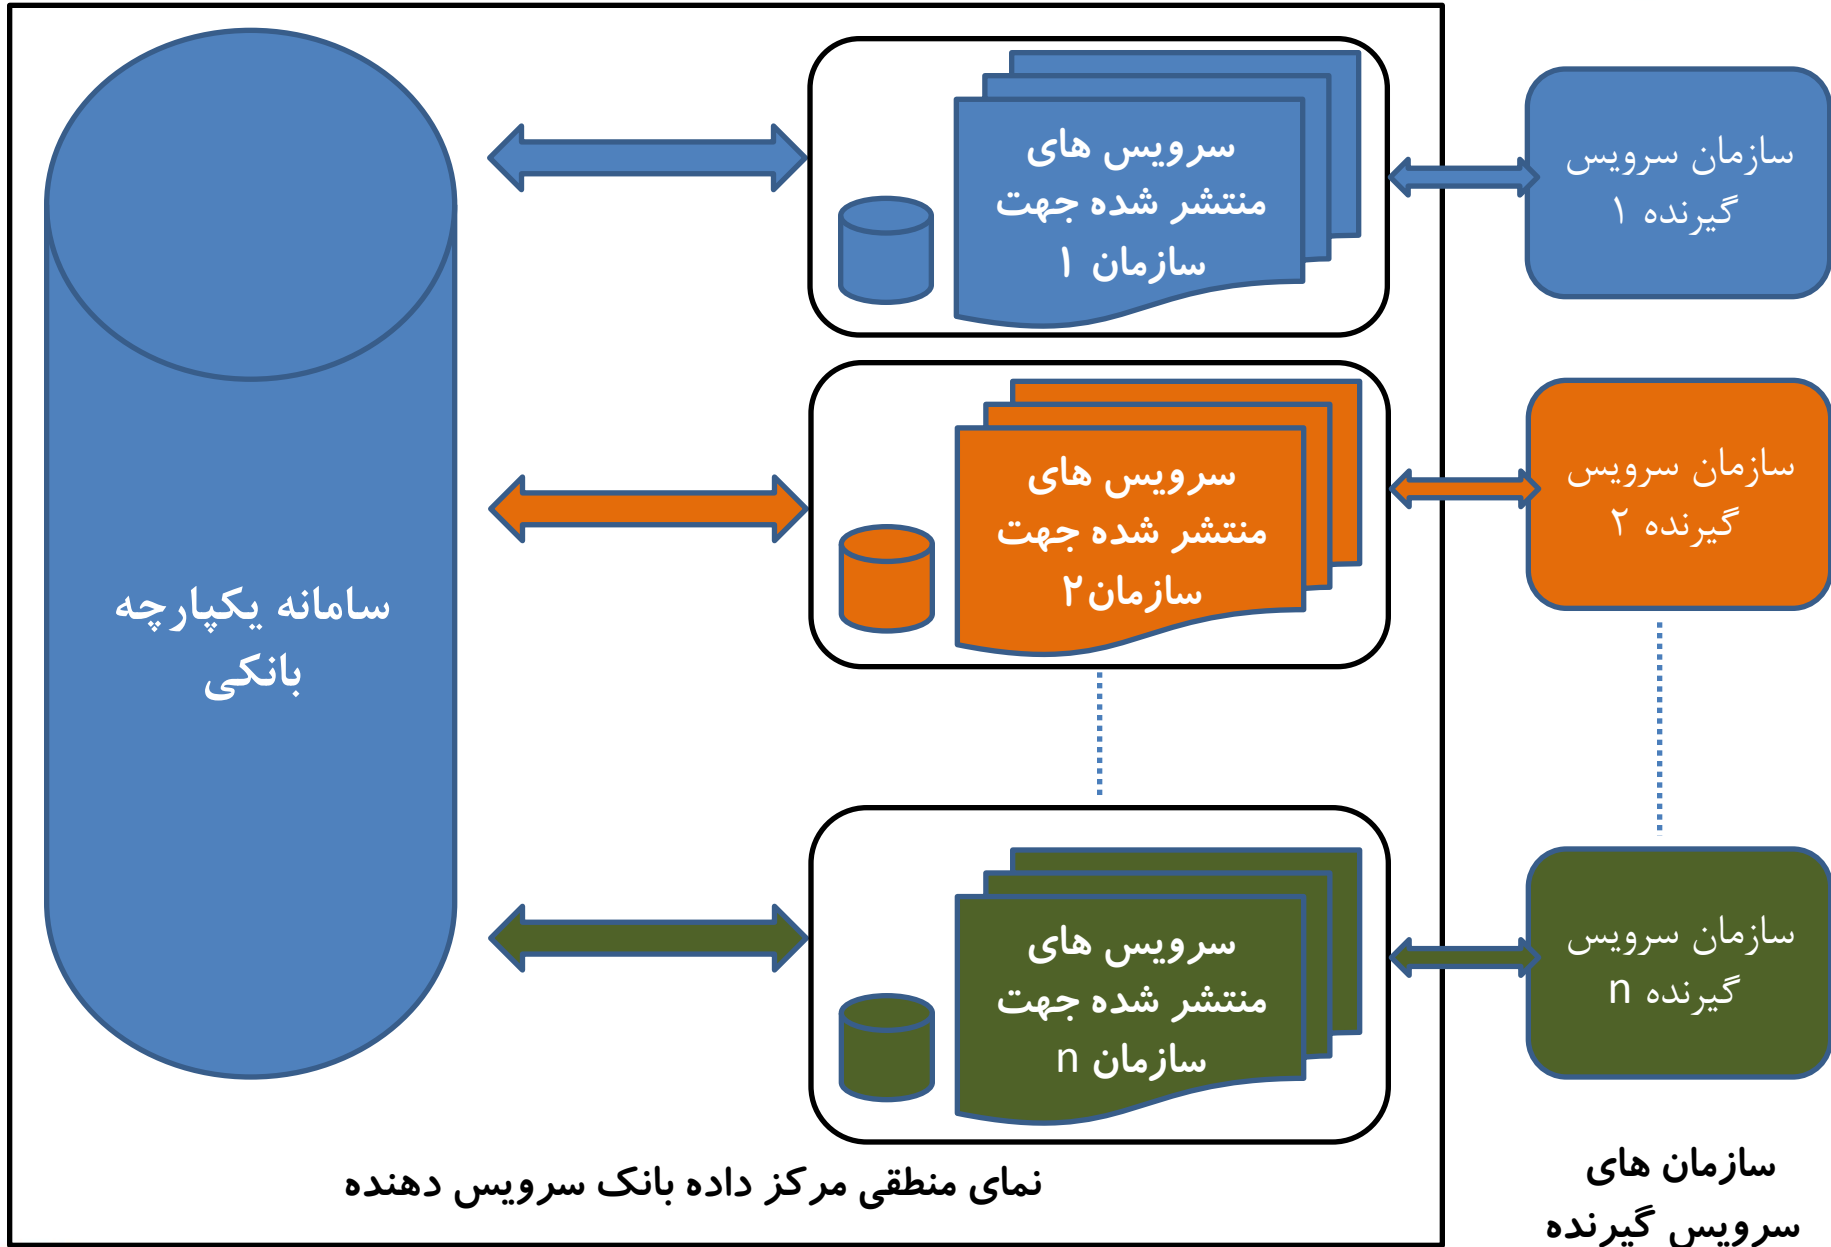 سرویس های
منتشر شده جهت
سازمان ۱
سازمان سرویس
گیرنده ۱
سرویس های
منتشر شده جهت
سازمان۲
سازمان سرویس
گیرنده ۲
سامانه یکپارچه
بانکی
سرویس های
منتشر شده جهت
سازمان n
سازمان سرویس
گیرنده n
نمای منطقی مرکز داده بانک سرویس دهنده
سازمان های
سرویس گیرنده